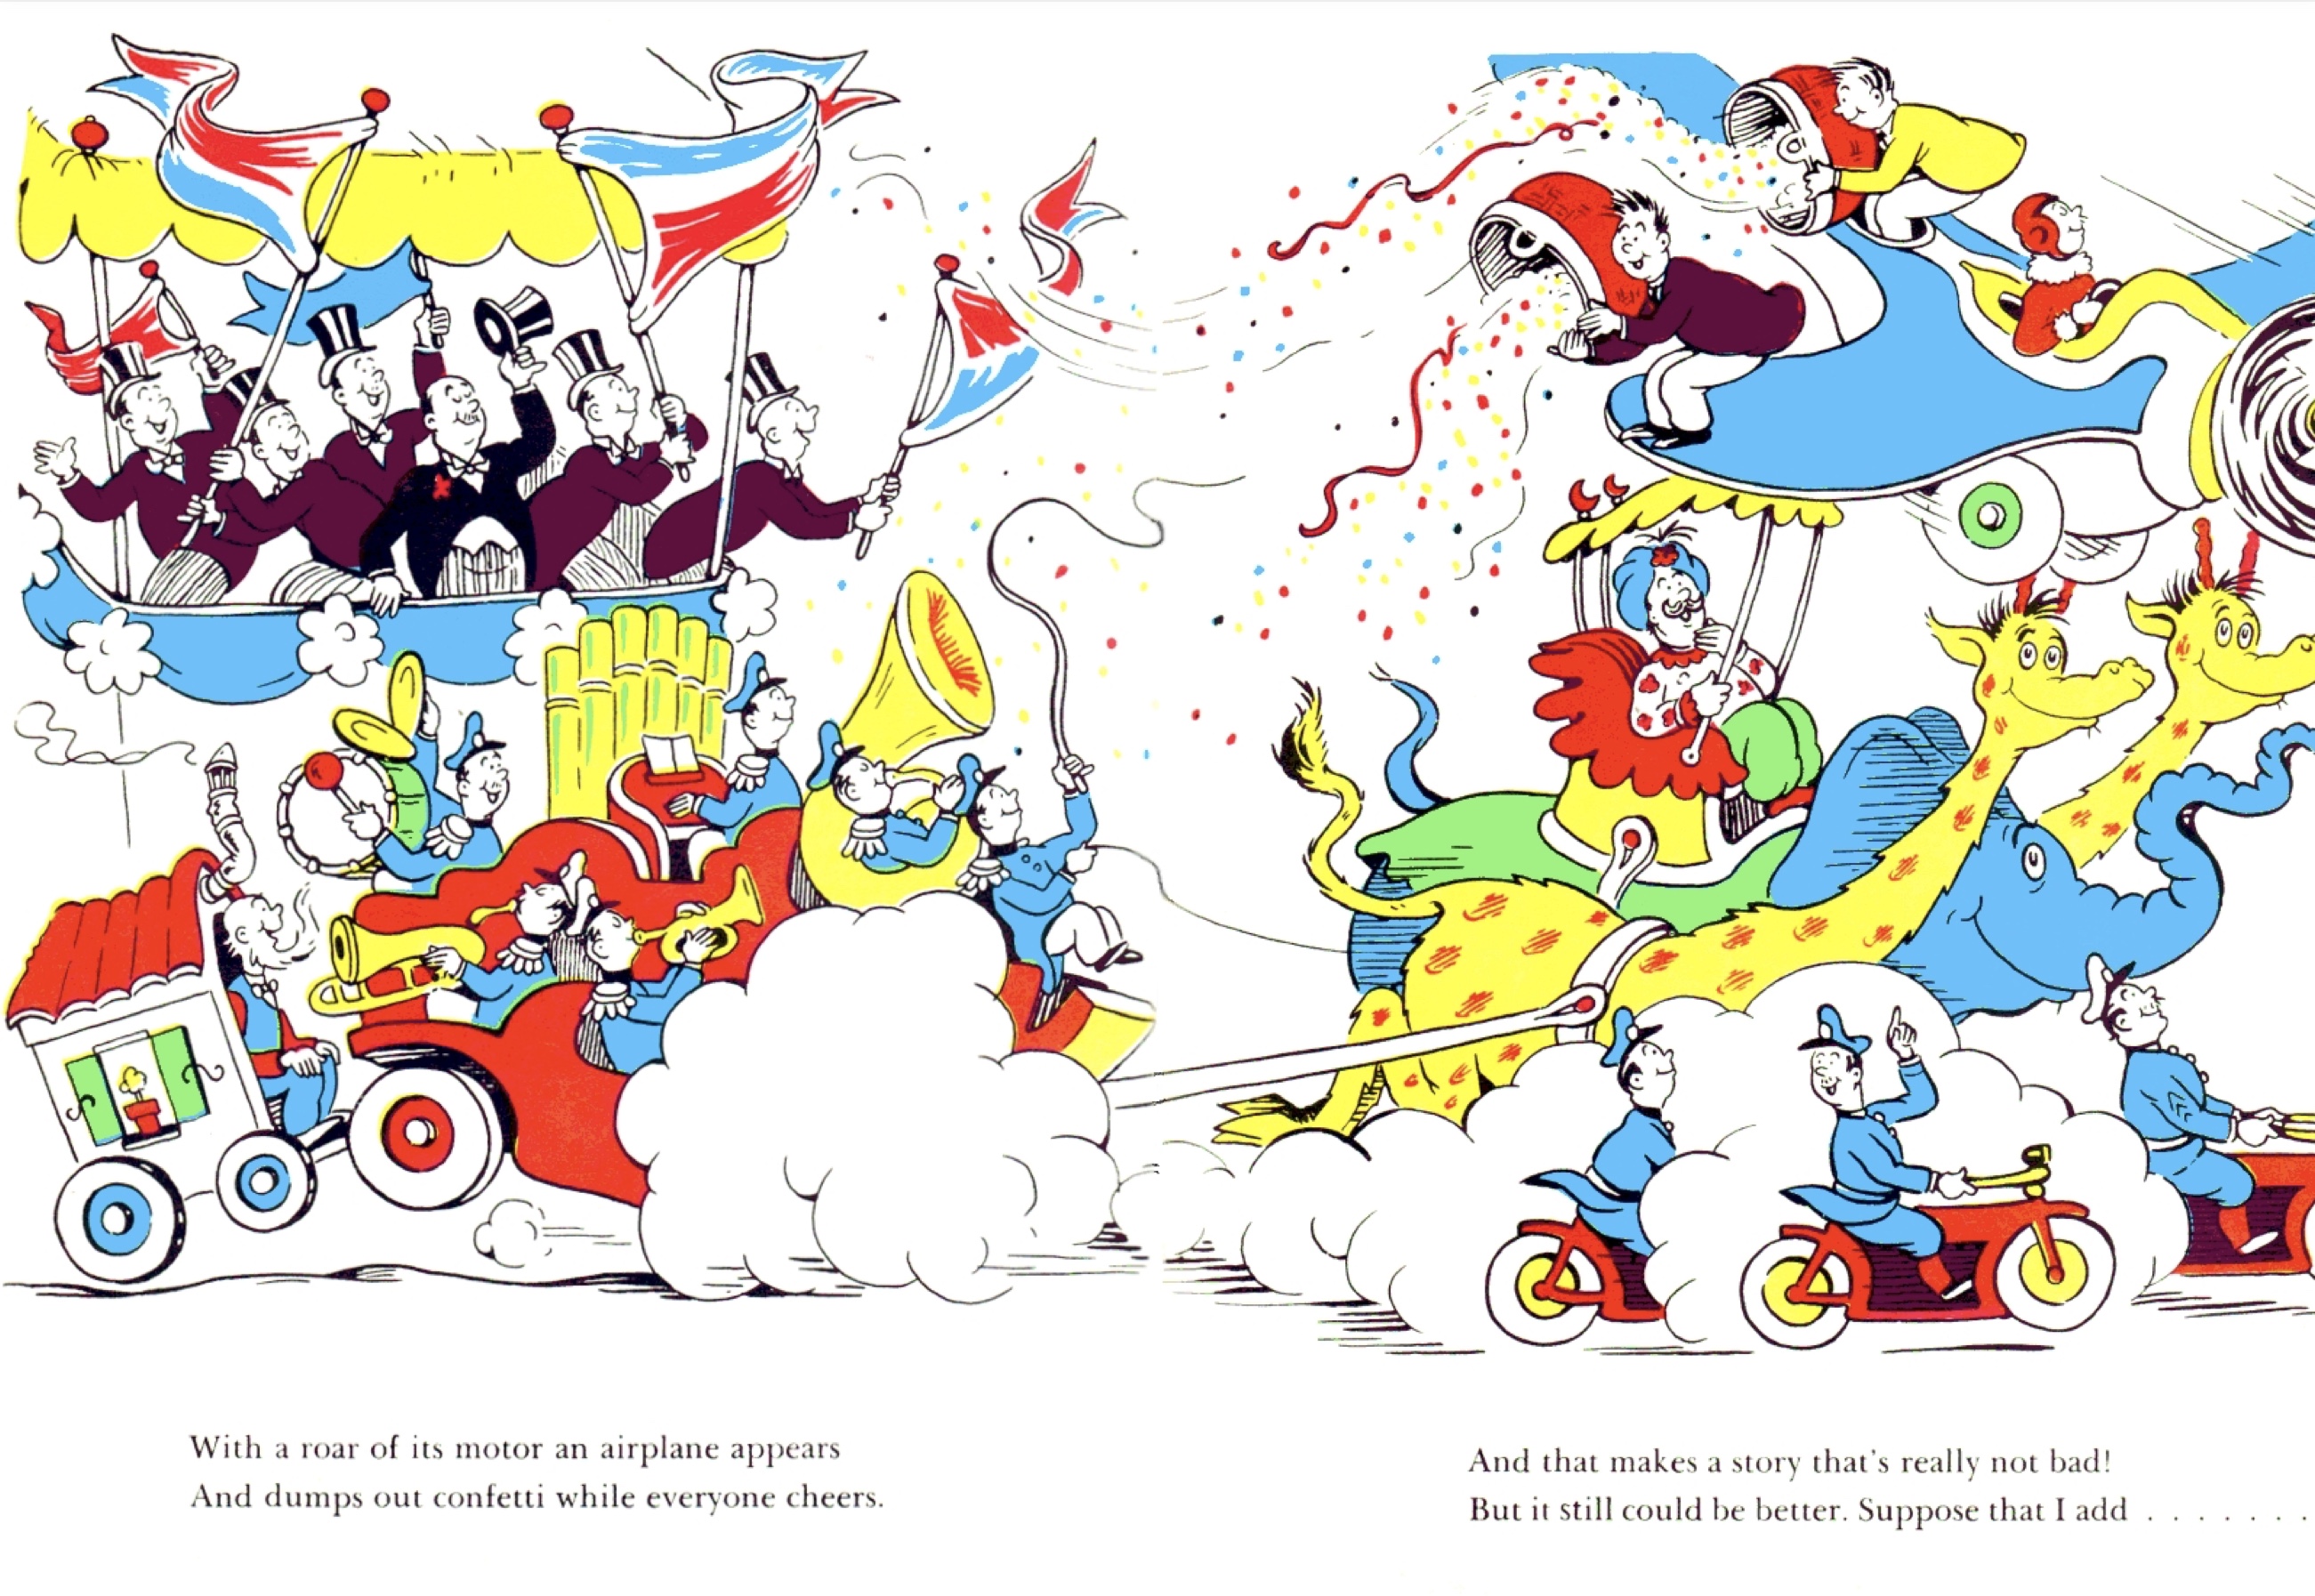 With a roar of its motor an airplane appears
And dumps out confetti while everyone cheers.
And that makes a story that's really not bad!
But it still could be better. Suppose that I add . . . . . . .